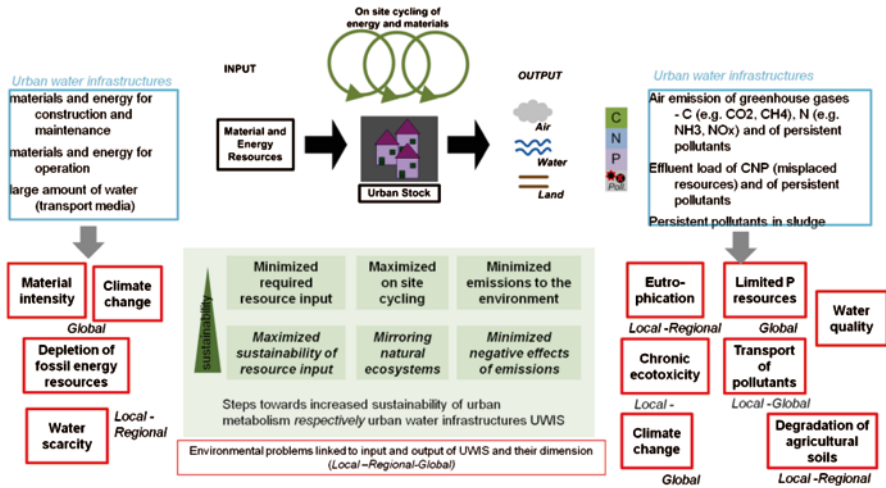 On site cycling of
energy and materials
Urban water infrastructures
materials and energy for
construction and
maintenance
materials and energy for
operation
large amount of water
(transport media)
INPUT
Material and
Energy
Resources
Urban Stock
OUTPUT
Air
Water
Land
C
N
P
Poll.
Urban water infrastructures
Air emission of greenhouse gases
- C (e.g. CO2, CH4), N (e.g.
NH3, NOx) and of persistent
pollutants
Effluent load of CNP (misplaced
resources) and of persistent
pollutants
Persistent pollutants in sludge
Material
intensity
Climate
change
Global
Depletion of
fossil energy
resources
Water
scarcity
Local -
Regional
sustainability
Minimized
required
resource input
Maximized
on site
cycling
Minimized
emissions to the
environment
Maximized
sustainability of
resource input
Mirroring
natural
ecosystems
Minimized
negative effects
of emissions
Steps towards increased sustainability of urban
metabolism respectively urban water infrastructures UWIS
Environmental problems linked to input and output of UWIS and their dimension
(Local –Regional-Global)
Eutro-
phication
Local -Regional
Limited P
resources
Global
Water
quality
Chronic
ecotoxicity
Local -
Transport
of
pollutants
Local -Global
Climate
change
Global
Degradation of
agricultural
soils
Local -Regional